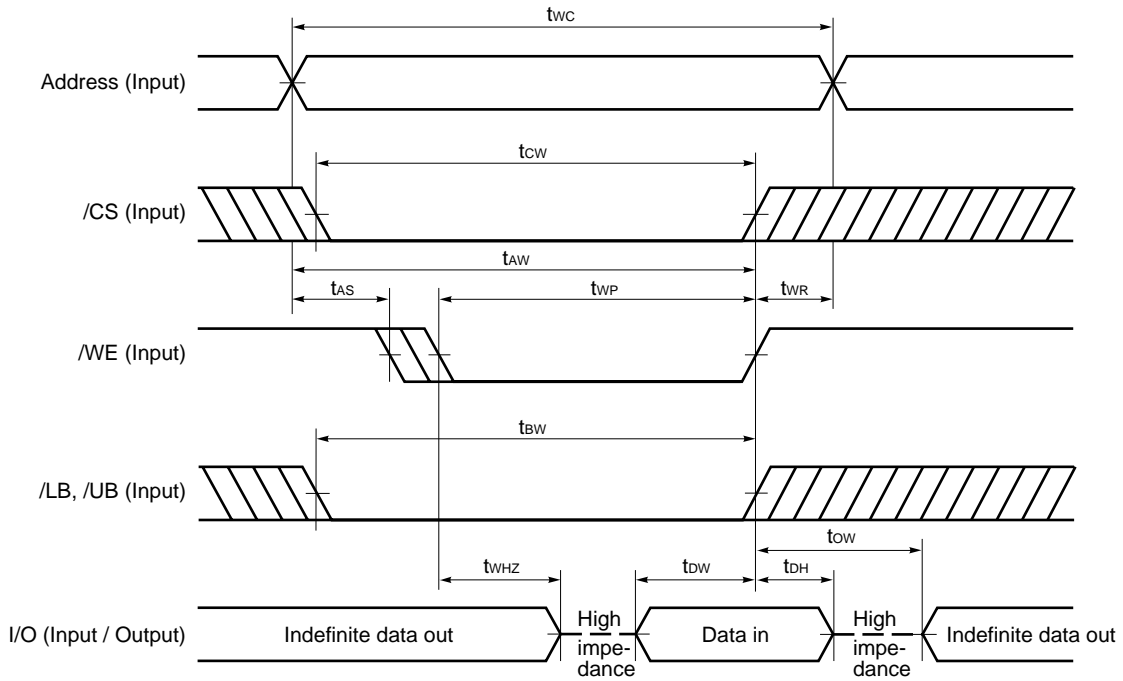 tWC
Address (Input)
tCW
/CS (Input)
tAW
tAS
tWP
tWR
/WE (Input)
tBW
/LB, /UB (Input)
tOW
tWHZ
tDW
tDH
I/O (Input / Output)
Indefinite data out
High
impe-
dance
Data in
High
impe-
dance
Indefinite data out